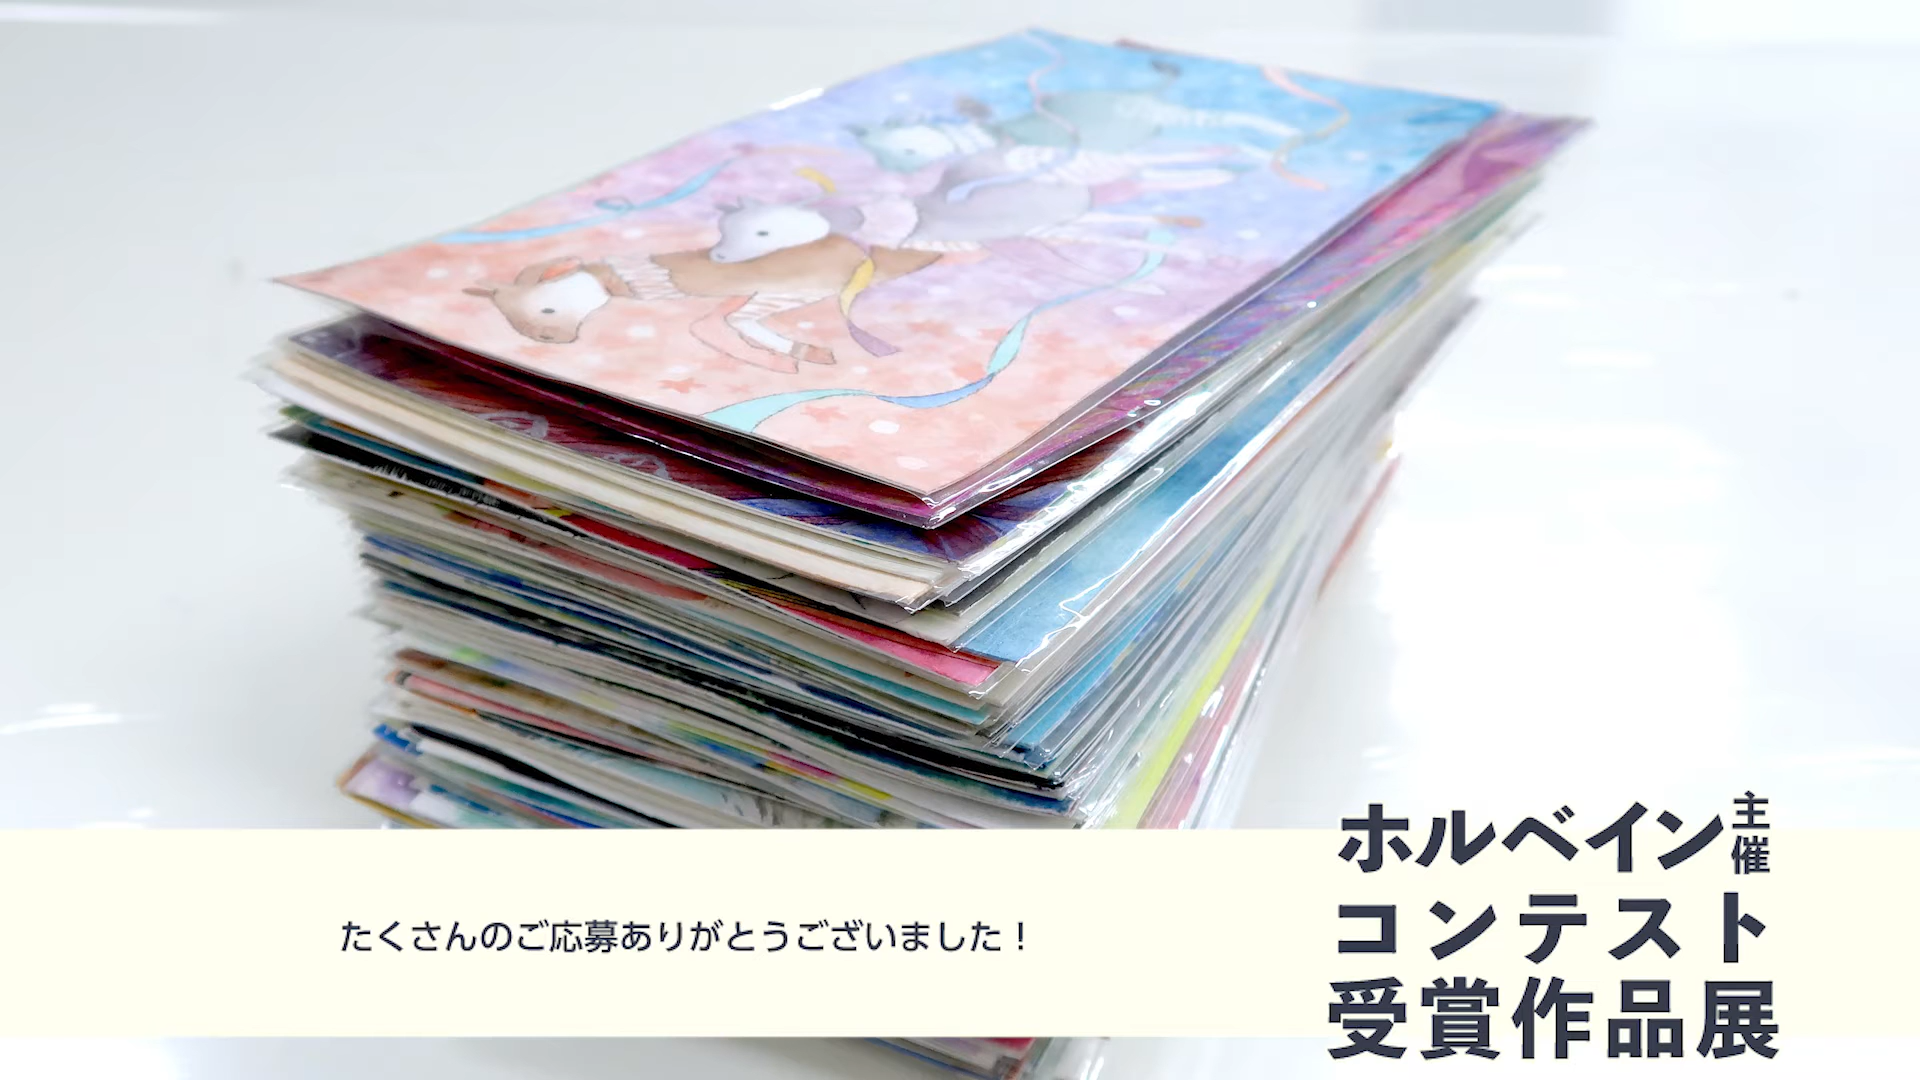 たくさんのご応募ありがとうございました！
ホルベイン主催
コンテスト
受賞作品展